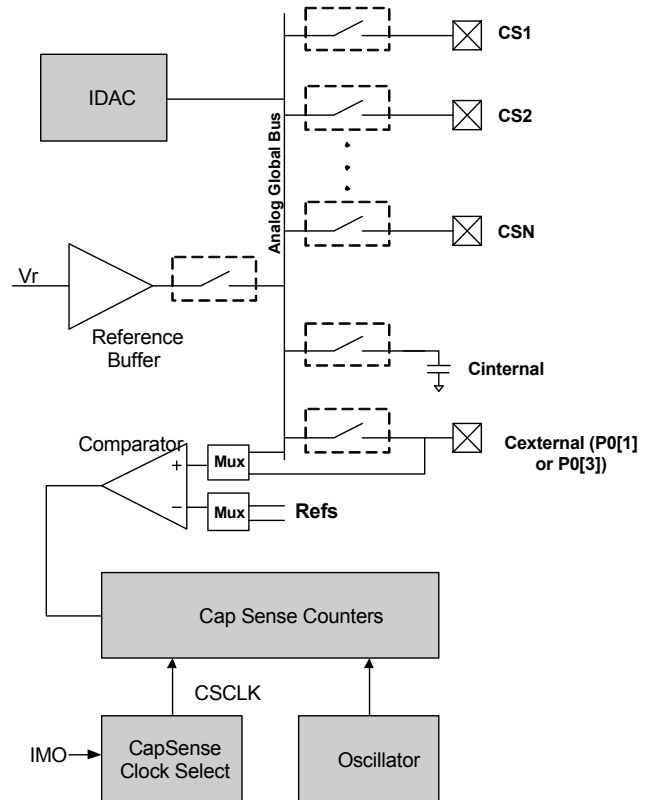 CS1
IDAC
CS2
Analog Global Bus
CSN
Vr
Reference
Buffer
Cinternal
Comparator
Mux
Cexternal (P0[1]
or P0[3])
+
−
Mux
Refs
Cap Sense Counters
CSCLK
IMO
CapSense
Clock Select
Oscillator